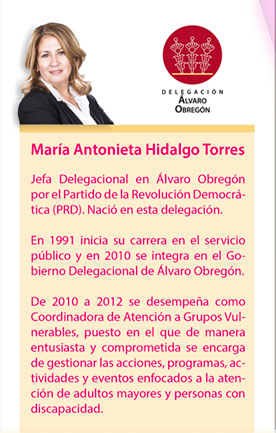 DELEGACIÓN
ÁLVARO
OBREGÓN
María Antonieta Hidalgo Torres
Jefa Delegacional en Álvaro Obregón
por el Partido de la Revolución Democrá-
tica (PRD). Nació en esta delegación.
En 1991 inicia su carrera en el servicio
público y en 2010 se integra en el Go-
bierno Delegacional de Álvaro Obregón.
De 2010 a 2012 se desempeña como
Coordinadora de Atención a Grupos Vul-
nerables, puesto en el que de manera
entusiasta y comprometida se encarga
de gestionar las acciones, programas, ac-
tividades y eventos enfocados a la aten-
ción de adultos mayores y personas con
discapacidad.